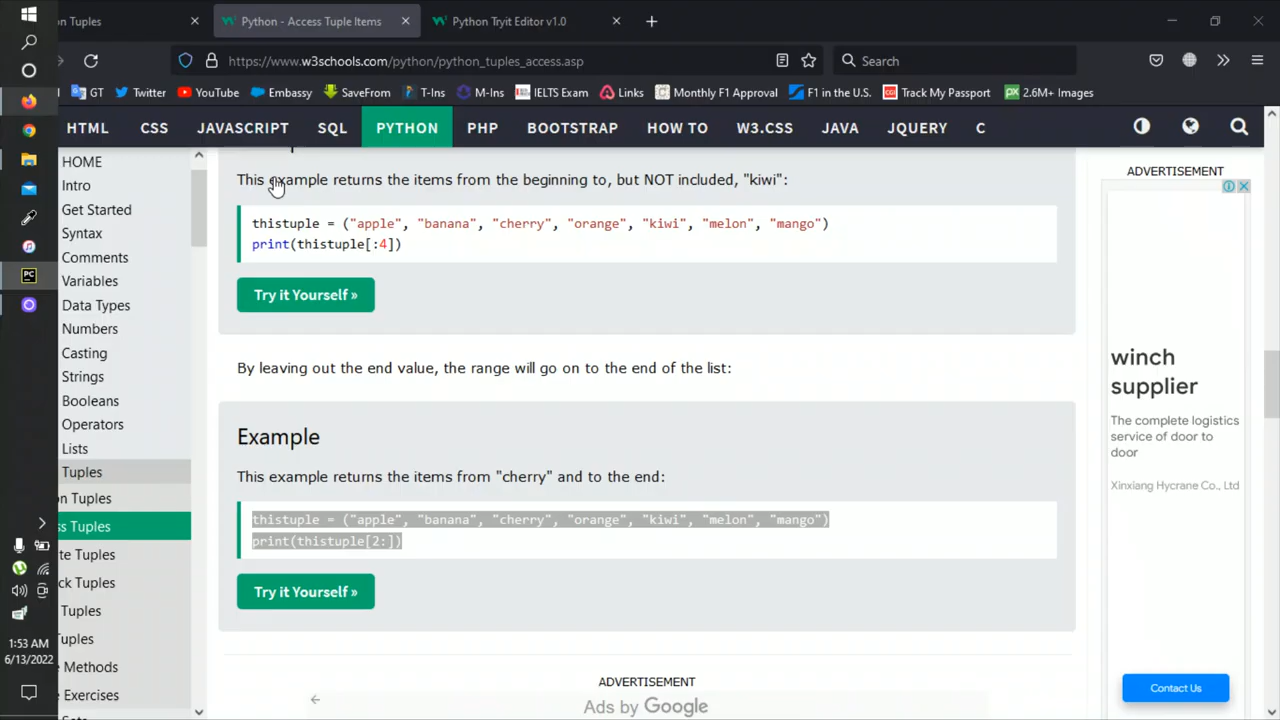 on Tuples
Python - Access Tuple Items
Python Tryit Editor v1.0
https://www.w3schools.com/python/python_tuples_access.asp
Search
GT
Twitter
YouTube
Embassy
SaveFrom
T-Ins
M-Ins
IELTS Exam
Links
Monthly F1 Approval
F1 in the U.S.
Track My Passport
px 2.6M+ Images
HTML
CSS
JAVASCRIPT
SQL
PYTHON
PHP
BOOTSTRAP
HOW TO
W3.CSS
JAVA
JQUERY
C
HOME
Intro
Get Started
Syntax
Comments
Variables
Data Types
Numbers
Casting
Strings
Booleans
Operators
Lists
Tuples
on Tuples
ss Tuples
te Tuples
ck Tuples
Tuples
Tuples
e Methods
e Exercises
PC
1:53 AM
6/13/2022
This example returns the items from the beginning to, but NOT included, "kiwi":
thistuple = ("apple", "banana", "cherry", "orange", "kiwi", "melon", "mango")
print(thistuple[:4])
Try it Yourself »
By leaving out the end value, the range will go on to the end of the list:
Example
This example returns the items from "cherry" and to the end:
thistuple = ("apple", "banana", "cherry", "orange", "kiwi", "melon", "mango")
print(thistuple[2:])
Try it Yourself »
ADVERTISEMENT
Ads by Google
ADVERTISEMENT
winch
supplier
The complete logistics
service of door to
door
Xinxiang Hycrane Co., Ltd
Contact Us